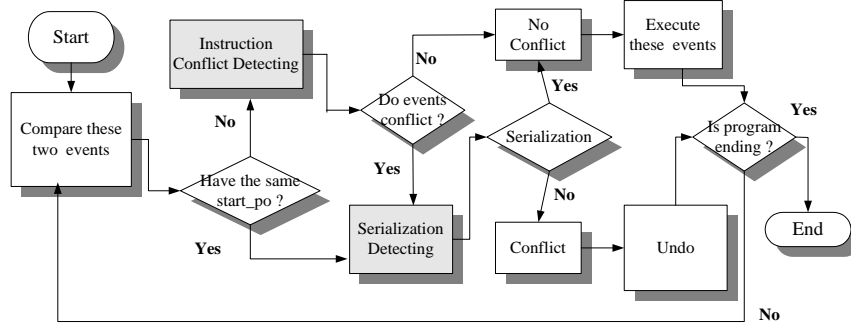 Start
Compare these
two events
Have the same
start_po ?
No
Yes
Instruction
Conflict Detecting
Do events
conflict ?
No
Yes
Serialization
Detecting
Serialization
Yes
No
No
Conflict
Conflict
Execute
these events
Undo
Is program
ending ?
Yes
No
End